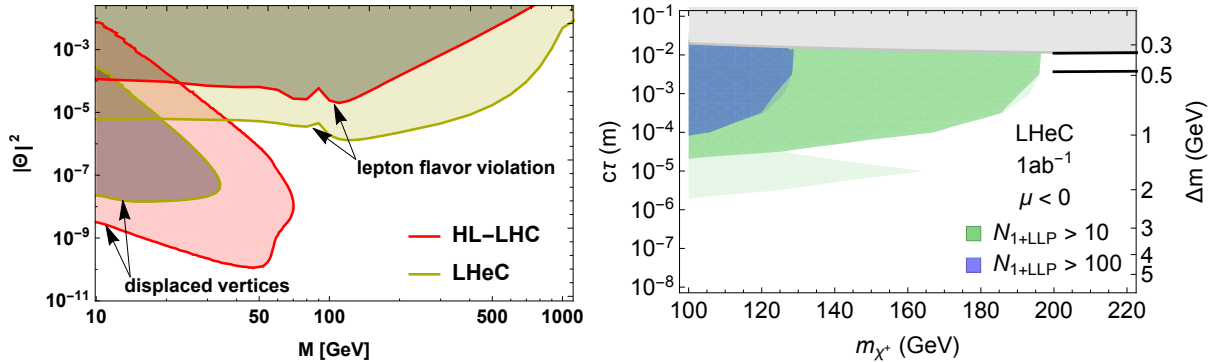 10⁻³
10⁻⁵
10⁻⁷
10⁻⁹
10⁻¹¹
|Θ|²
lepton flavor violation
displaced vertices
HL–LHC
LHeC
10
50
100
500
1000
M [GeV]
10⁻¹
10⁻²
10⁻³
10⁻⁴
10⁻⁵
10⁻⁶
10⁻⁷
10⁻⁸
cτ (m)
LHeC
1ab⁻¹
μ < 0
N₁₊LLP > 10
N₁₊LLP > 100
0.3
0.5
1
2
3
4
5
Δm (GeV)
100
120
140
160
180
200
220
m_χ⁺ (GeV)